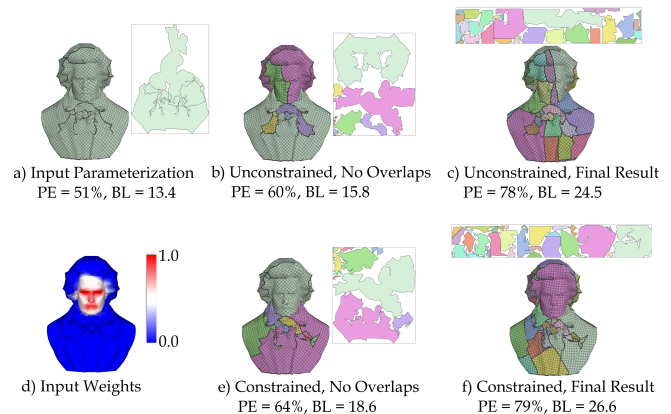 a) Input Parameterization
PE = 51%, BL = 13.4
b) Unconstrained, No Overlaps
PE = 60%, BL = 15.8
c) Unconstrained, Final Result
PE = 78%, BL = 24.5
1.0
0.0
d) Input Weights
e) Constrained, No Overlaps
PE = 64%, BL = 18.6
f) Constrained, Final Result
PE = 79%, BL = 26.6